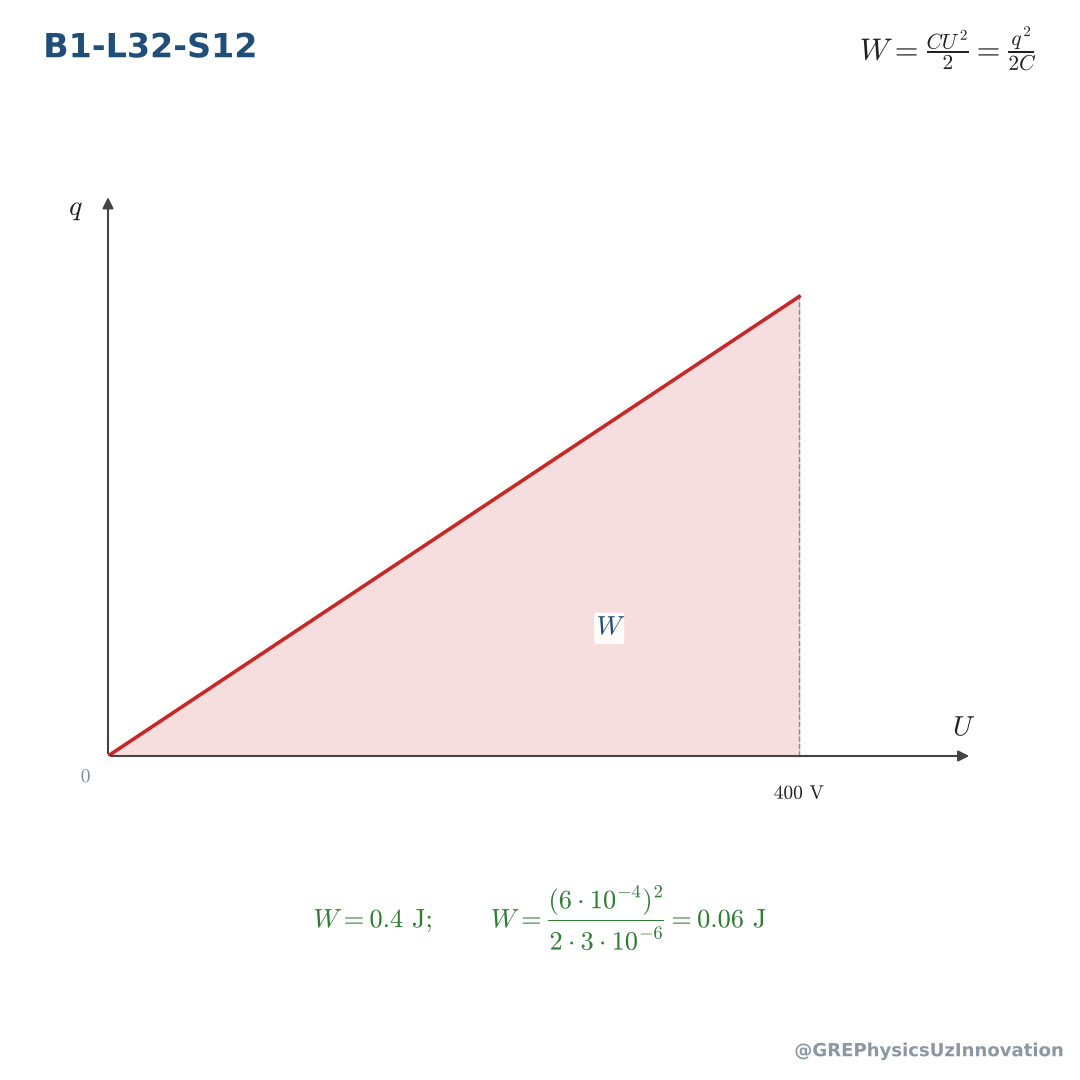 B1-L32-S12
W = CU²/2 = q²/2C
q
W
U
0
400 V
W = 0.4 J; W = (6 · 10⁻⁴)²/(2 · 3 · 10⁻⁶) = 0.06 J
@GREPhysicsUzInnovation